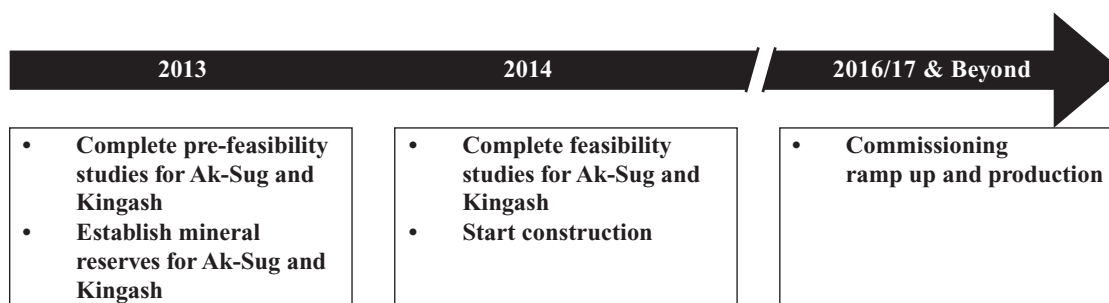 2013
2014
2016/17 & Beyond
• Complete pre-feasibility
studies for Ak-Sug and
Kingash
• Establish mineral
reserves for Ak-Sug and
Kingash
• Complete feasibility
studies for Ak-Sug and
Kingash
• Start construction
• Commissioning
ramp up and production